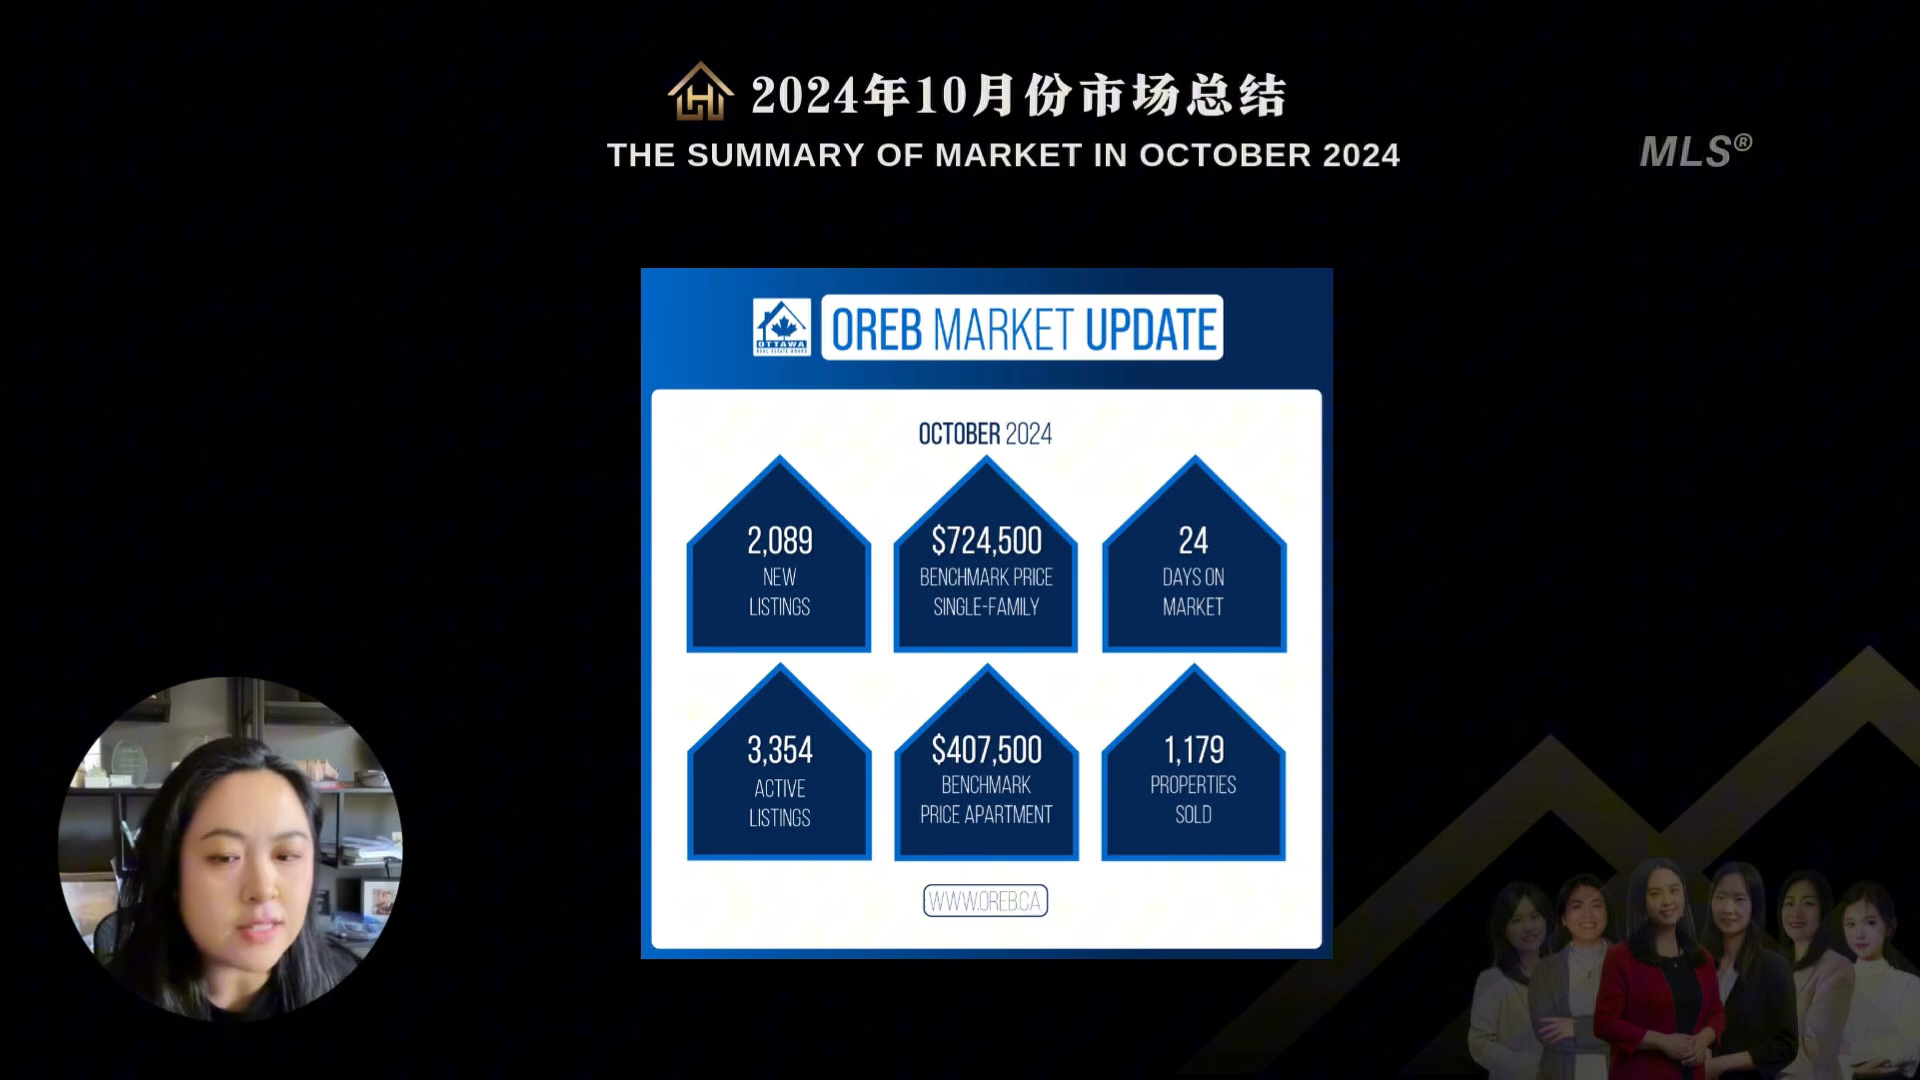 2024年10月份市场总结
THE SUMMARY OF MARKET IN OCTOBER 2024
MLS®
OTTAWA
REAL ESTATE BOARD
OREB MARKET UPDATE
OCTOBER 2024
2,089
NEW
LISTINGS
$724,500
BENCHMARK PRICE
SINGLE-FAMILY
24
DAYS ON
MARKET
3,354
ACTIVE
LISTINGS
$407,500
BENCHMARK
PRICE APARTMENT
1,179
PROPERTIES
SOLD
WWW.OREB.CA